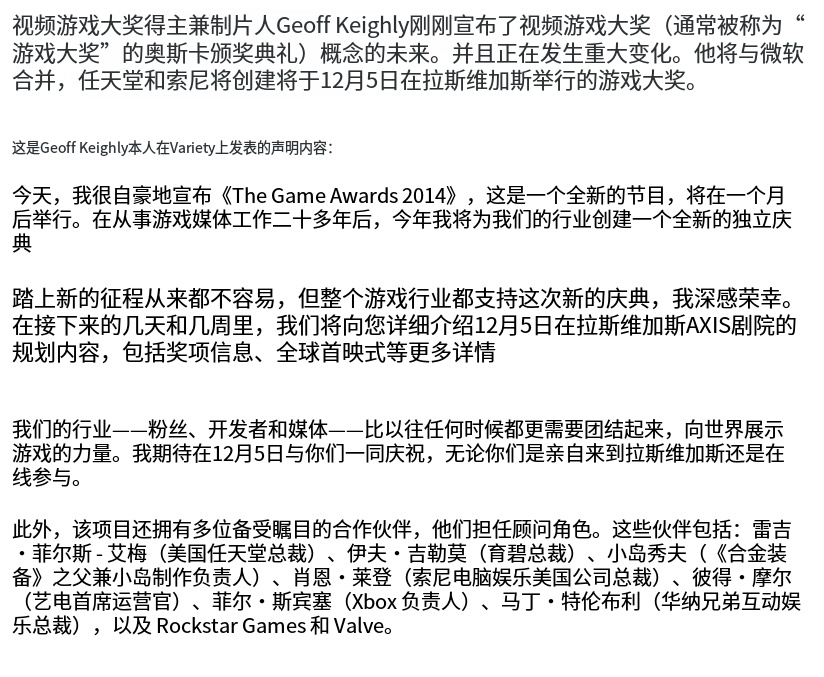 视频游戏大奖得主兼制片人Geoff Keighly刚刚宣布了视频游戏大奖（通常被称为“
游戏大奖”的奥斯卡颁奖典礼）概念的未来。并且正在发生重大变化。他将与微软
合并，任天堂和索尼将创建将于12月5日在拉斯维加斯举行的游戏大奖。
这是Geoff Keighly本人在Variety上发表的声明内容：
今天，我很自豪地宣布《The Game Awards 2014》，这是一个全新的节目，将在一个月
后举行。在从事游戏媒体工作二十多年后，今年我将为我们的行业创建一个全新的独立庆
典
踏上新的征程从来都不容易，但整个游戏行业都支持这次新的庆典，我深感荣幸。
在接下来的几天和几周里，我们将向您详细介绍12月5日在拉斯维加斯AXIS剧院的
规划内容，包括奖项信息、全球首映式等更多详情
我们的行业——粉丝、开发者和媒体——比以往任何时候都更需要团结起来，向世界展示
游戏的力量。我期待在12月5日与你们一同庆祝，无论你们是亲自来到拉斯维加斯还是在
线参与。
此外，该项目还拥有多位备受瞩目的合作伙伴，他们担任顾问角色。这些伙伴包括：雷吉
·菲尔斯 - 艾梅（美国任天堂总裁）、伊夫·吉勒莫（育碧总裁）、小岛秀夫（《合金装
备》之父兼小岛制作负责人）、肖恩·莱登（索尼电脑娱乐美国公司总裁）、彼得·摩尔
（艺电首席运营官）、菲尔·斯宾塞（Xbox 负责人）、马丁·特伦布利（华纳兄弟互动娱
乐总裁），以及 Rockstar Games 和 Valve。